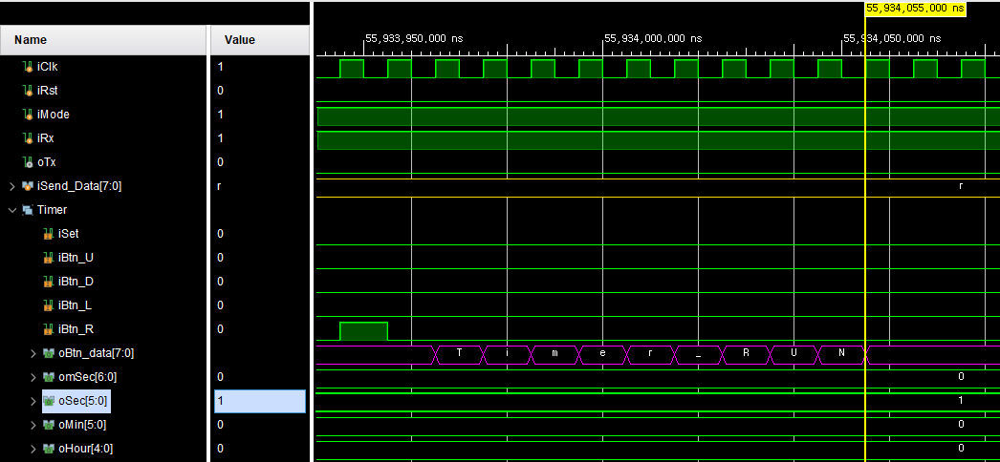 55,934,055,000 ns
Name Value
55,933,950,000 ns 55,934,000,000 ns 55,934,050,000 ns
iClk 1
iRst 0
iMode 1
iRx 1
oTx 0
iSend_Data[7:0] r r
Timer
iSet 0
iBtn_U 0
iBtn_D 0
iBtn_L 0
iBtn_R 0
oBtn_data[7:0] T i m e r _ R U N
omSec[6:0] 0 0
oSec[5:0] 1 1
oMin[5:0] 0 0
oHour[4:0] 0 0